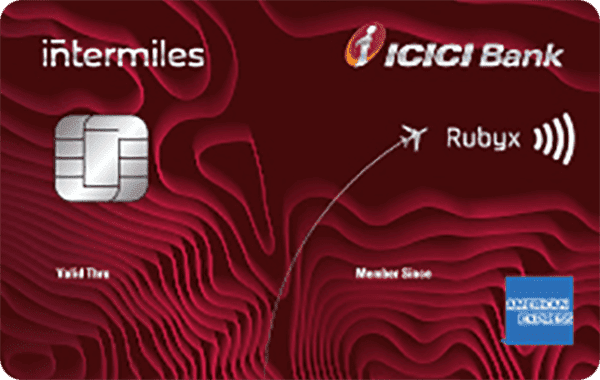 intermiles
ICICI Bank
Rubyx
Valid Thru
Member Since
AMERICAN
EXPRESS